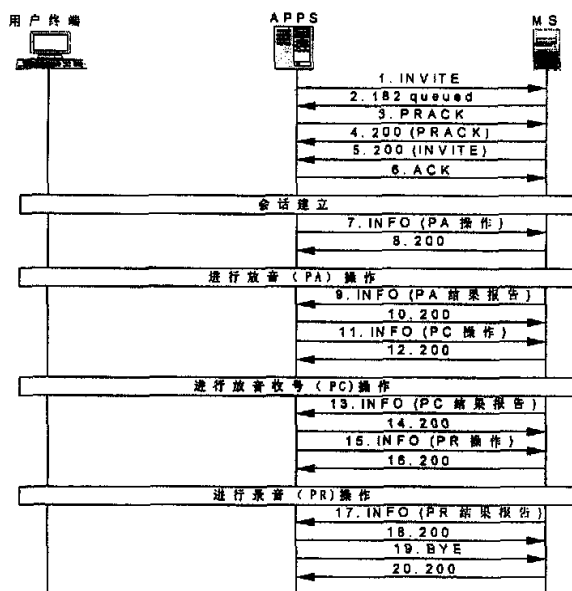 用户终端
APPS
MS
1. INVITE
2. 182 queued
3. PRACK
4. 200 (PRACK)
5. 200 (INVITE)
6. ACK
会话建立
7. INFO (PA 操作)
8. 200
进行放音 (PA) 操作
9. INFO (PA 结果报告)
10. 200
11. INFO (PC 操作)
12. 200
进行放音收号 (PC)操作
13. INFO (PC 结果报告)
14. 200
15. INFO (PR 操作)
16. 200
进行录音 (PR)操作
17. INFO (PR 结果报告)
18. 200
19. BYE
20. 200